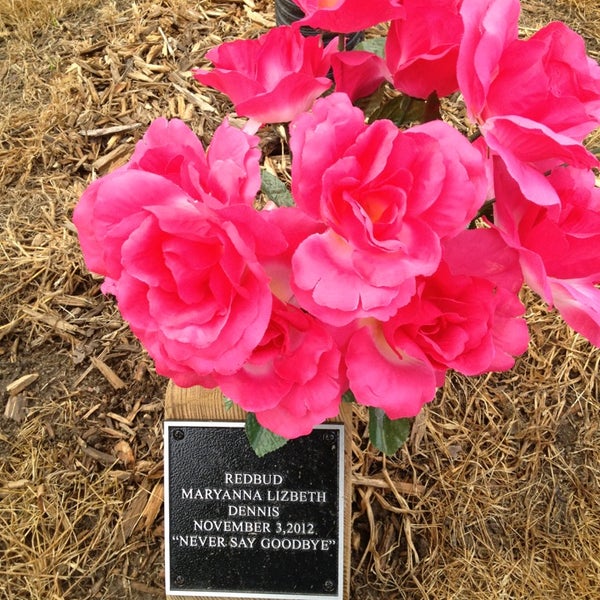 REDBUD
MARYANNA LIZBETH
DENNIS
NOVEMBER 3,2012
"NEVER SAY GOODBYE"